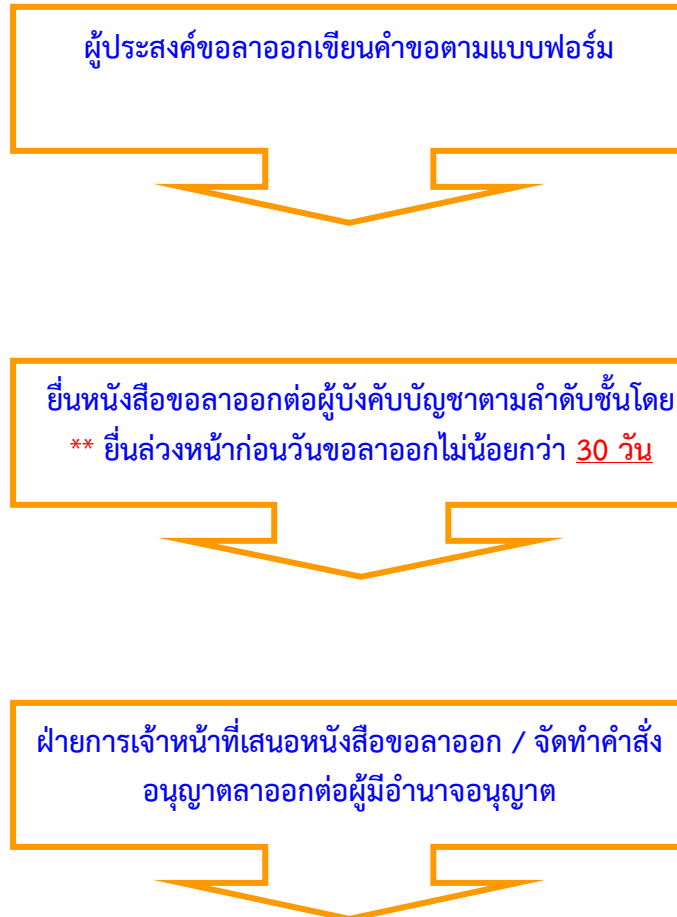 ผู้ประสงค์ขอลาออกเขียนคำขอตามแบบฟอร์ม
ยื่นหนังสือขอลาออกต่อผู้บังคับบัญชาตามลำดับชั้นโดย
** ยื่นล่วงหน้าก่อนวันขอลาออกไม่น้อยกว่า 30 วัน
ฝ่ายการเจ้าหน้าที่เสนอหนังสือขอลาออก / จัดทำคำสั่ง
อนุญาตลาออกต่อผู้มีอำนาจอนุญาต